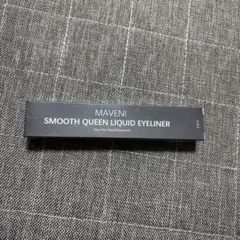 MAVENI
SMOOTH QUEEN LIQUID EYELINER